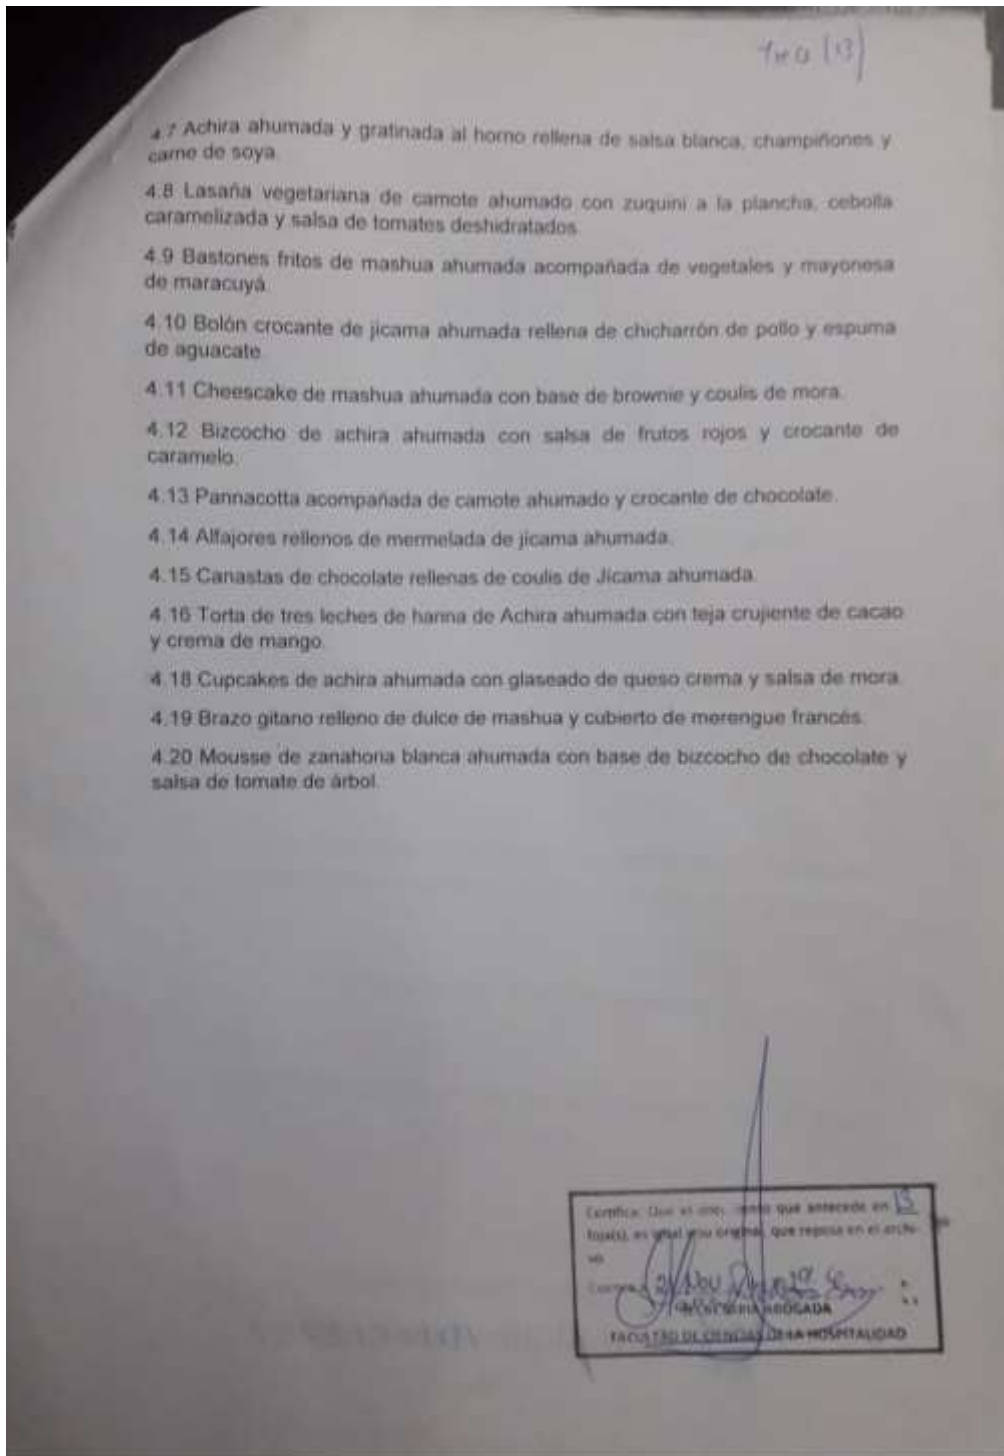 (13)
4.7 Achira ahumada y gratinada al horno rellena de salsa blanca, champiñones y
carne de soya.
4.8 Lasaña vegetariana de camote ahumado con zuquini a la plancha, cebolla
caramelizada y salsa de tomates deshidratados.
4.9 Bastones fritos de mashua ahumada acompañada de vegetales y mayonesa
de maracuyá.
4.10 Bolón crocante de jicama ahumada rellena de chicharrón de pollo y espuma
de aguacate.
4.11 Cheescake de mashua ahumada con base de brownie y coulis de mora.
4.12 Bizcocho de achira ahumada con salsa de frutos rojos y crocante de
caramelo.
4.13 Pannacotta acompañada de camote ahumado y crocante de chocolate.
4.14 Alfajores rellenos de mermelada de jicama ahumada.
4.15 Canastas de chocolate rellenas de coulis de Jicama ahumada.
4.16 Torta de tres leches de harina de Achira ahumada con teja crujiente de cacao
y crema de mango.
4.18 Cupcakes de achira ahumada con glaseado de queso crema y salsa de mora.
4.19 Brazo gitano relleno de dulce de mashua y cubierto de merengue francés.
4.20 Mousse de zanahoria blanca ahumada con base de bizcocho de chocolate y
salsa de tomate de árbol.
Certifica: Que el que antecede en 13
foja(s), es igual a su original, que reposa en el archi-
vo
Nov
ABOGADA
FACULTAD DE CIENCIAS DE LA HOSPITALIDAD